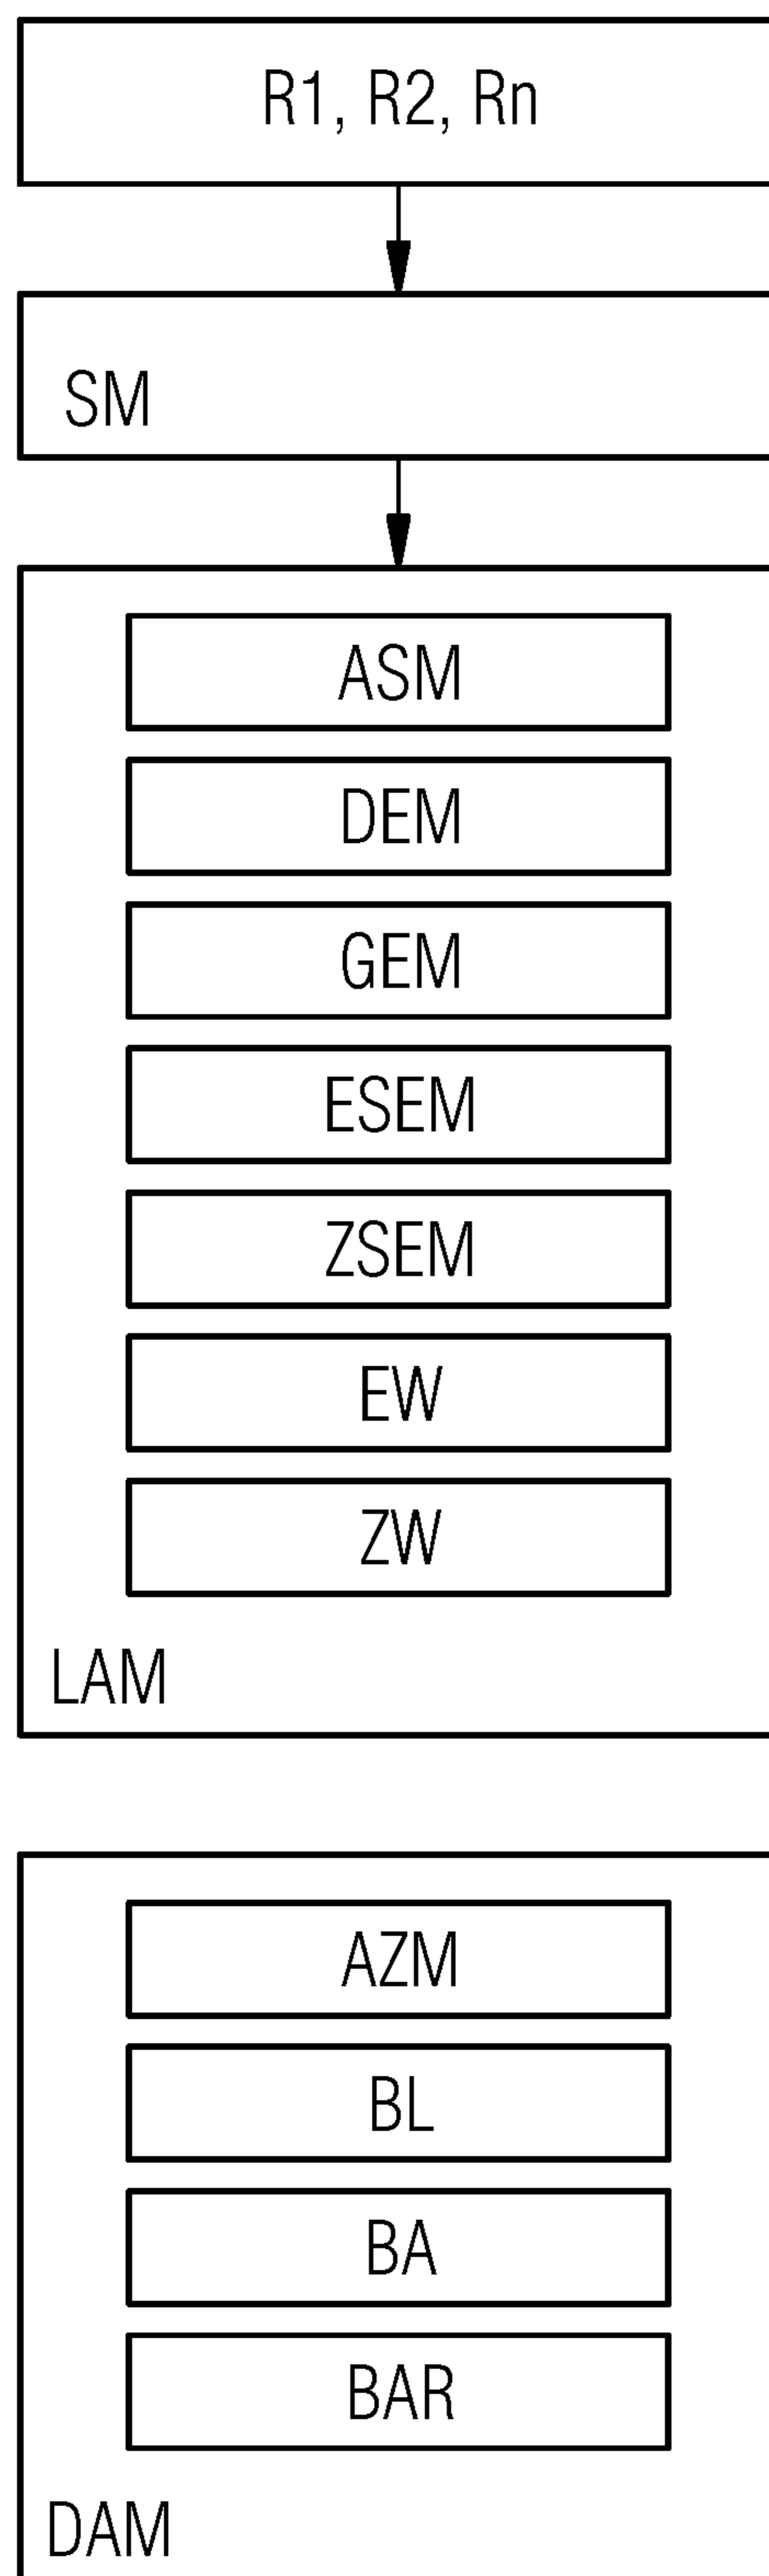 R1, R2, Rn
SM
ASM
DEM
GEM
ESEM
ZSEM
EW
ZW
LAM
AZM
BL
BA
BAR
DAM